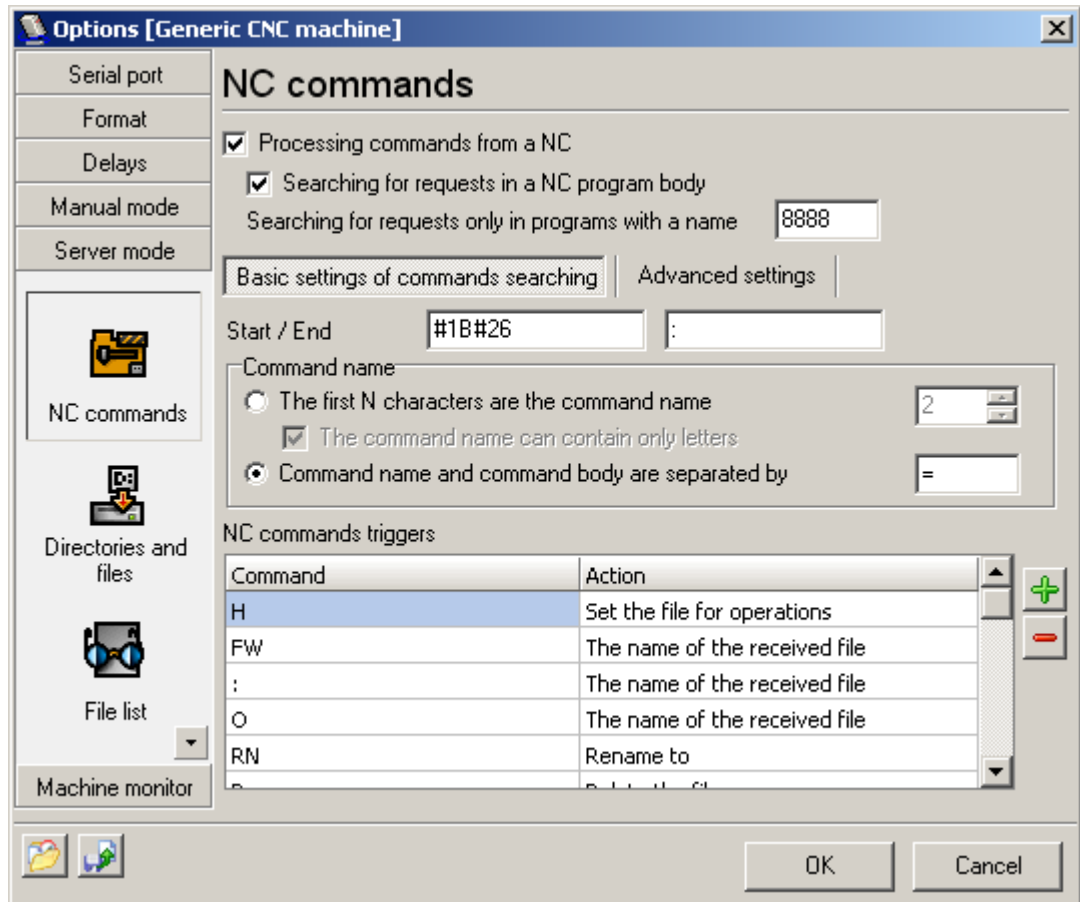 Options [Generic CNC machine]
Serial port
Format
Delays
Manual mode
Server mode
NC commands
Directories and
files
File list
Machine monitor
NC commands
Processing commands from a NC
Searching for requests in a NC program body
Searching for requests only in programs with a name 8888
Basic settings of commands searching Advanced settings
Start / End #1B#26 :
Command name
The first N characters are the command name 2
The command name can contain only letters
Command name and command body are separated by =
NC commands triggers
Command Action
H Set the file for operations
FW The name of the received file
: The name of the received file
O The name of the received file
RN Rename to
OK Cancel